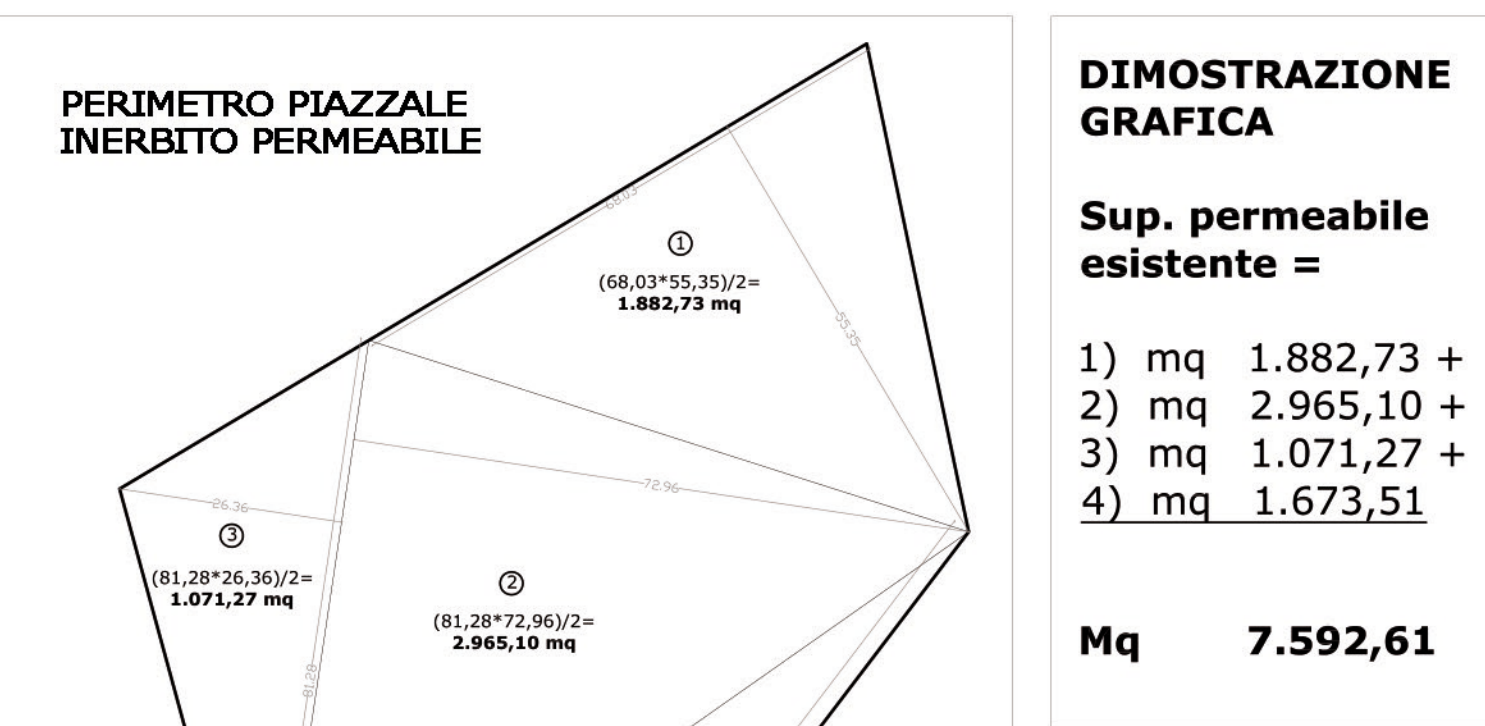 PERIMETRO PIAZZALE
INERBITO PERMEABILE
68.03
1
(68,03*55,35)/2=
1.882,73 mq
55.35
72.96
26.36
3
(81,28*26,36)/2=
1.071,27 mq
2
(81,28*72,96)/2=
2.965,10 mq
81.28
DIMOSTRAZIONE
GRAFICA
Sup. permeabile
esistente =
1) mq 1.882,73 +
2) mq 2.965,10 +
3) mq 1.071,27 +
4) mq 1.673,51
Mq 7.592,61